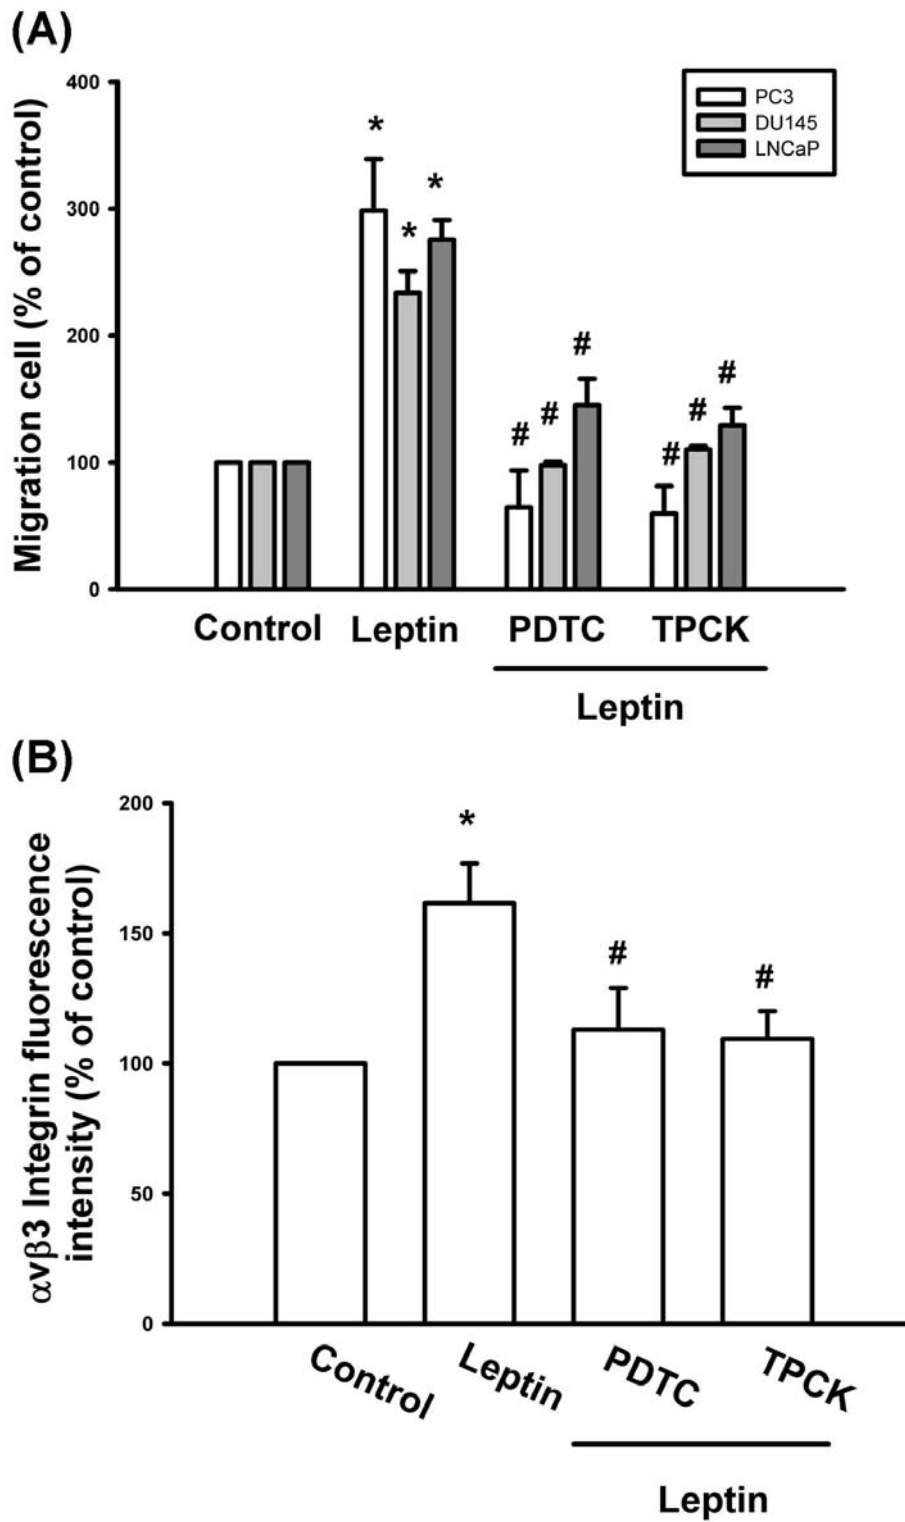 (A)
Migration cell (% of control)
400
300
200
100
0
PC3
DU145
LNCaP
* * *
# # # # # #
Control Leptin PDTC TPCK
Leptin
(B)
αvβ3 Integrin fluorescence
intensity (% of control)
200
150
100
50
0
* # #
Control Leptin PDTC TPCK
Leptin